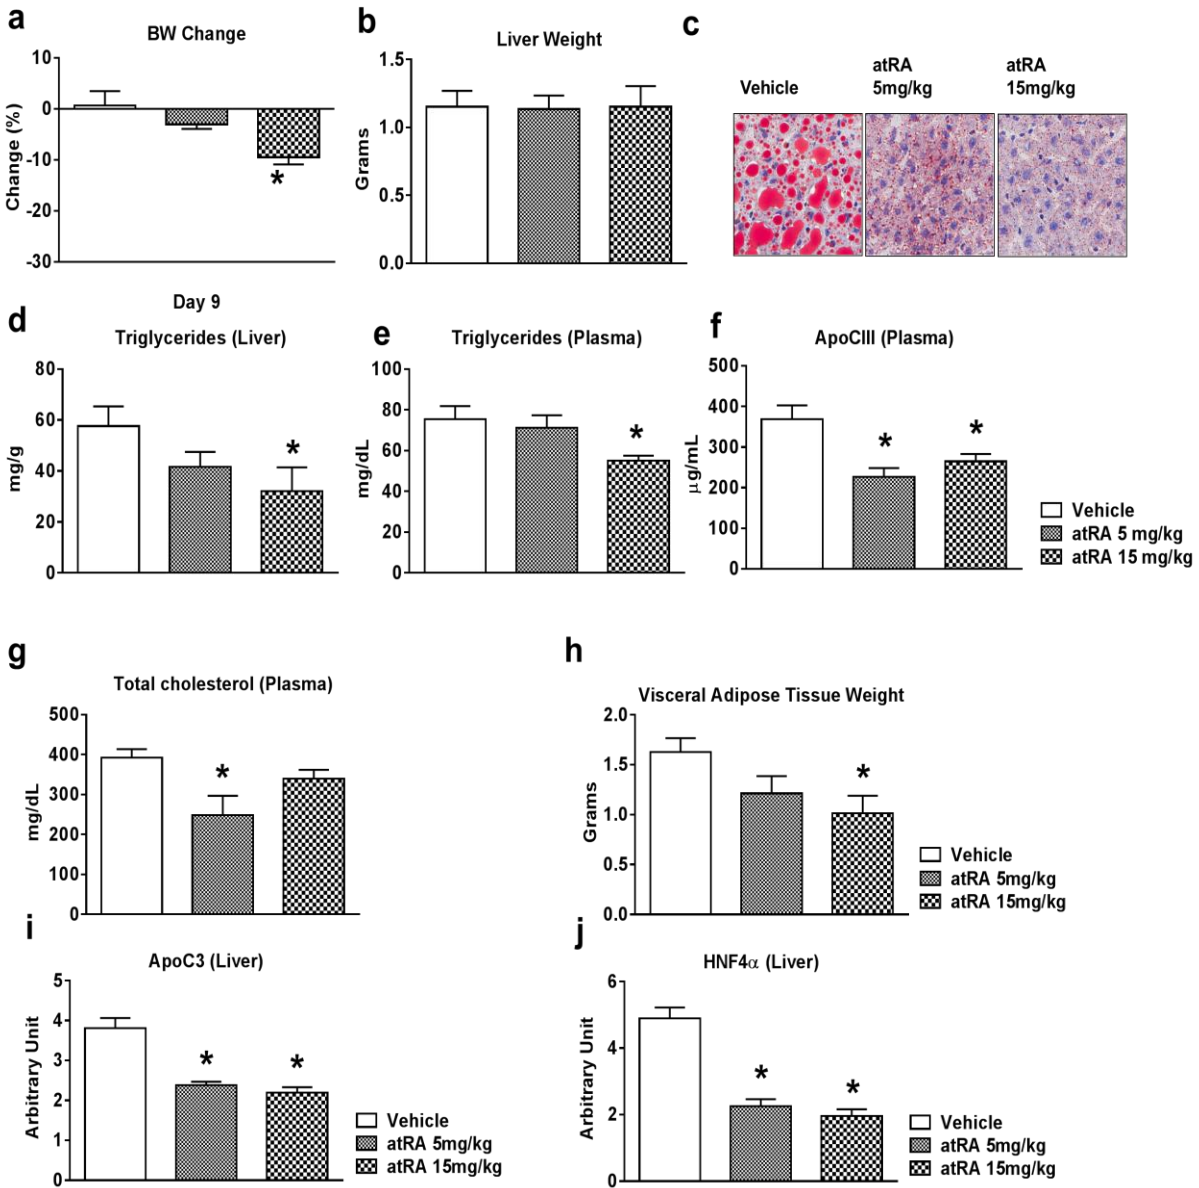 a
BW Change
10
0
-10
-20
-30
Change (%)
*
Day 9
b
Liver Weight
1.5
1.0
0.5
0.0
Grams
c
Vehicle
atRA
5mg/kg
atRA
15mg/kg
d
Triglycerides (Liver)
80
60
40
20
0
mg/g
*
e
Triglycerides (Plasma)
100
80
60
40
20
0
mg/dL
*
f
ApoCIII (Plasma)
500
400
300
200
100
0
µg/mL
*
*
Vehicle
atRA 5 mg/kg
atRA 15 mg/kg
g
Total cholesterol (Plasma)
500
400
300
200
100
0
mg/dL
*
h
Visceral Adipose Tissue Weight
2.0
1.5
1.0
0.5
0.0
Grams
*
Vehicle
atRA 5mg/kg
atRA 15mg/kg
i
ApoC3 (Liver)
5
4
3
2
1
0
Arbitrary Unit
*
*
Vehicle
atRA 5mg/kg
atRA 15mg/kg
j
HNF4α (Liver)
6
4
2
0
Arbitrary Unit
*
*
Vehicle
atRA 5mg/kg
atRA 15mg/kg